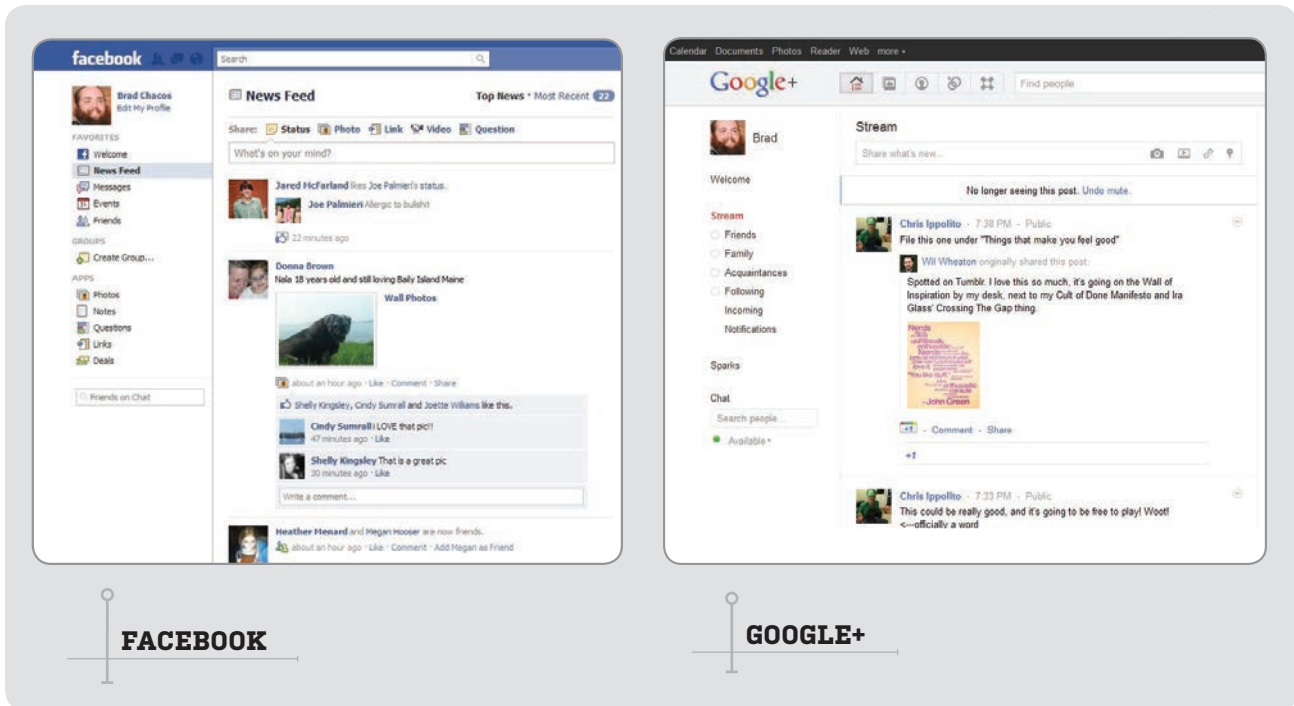 facebook
Search
Brad Chacos
Edit My Profile
FAVORITES
Welcome
News Feed
Messages
Events
Friends
GROUPS
Create Group...
APPS
Photos
Notes
Questions
Links
Deals
Friends on Chat
News Feed
Top News · Most Recent 22
Share: Status Photo Link Video Question
What's on your mind?
Jared McFarland likes Joe Palmieri's status.
Joe Palmieri Allergic to bullshit
22 minutes ago
Donna Brown
Nala 18 years old and still loving Baily Island Maine
Wall Photos
about an hour ago · Like · Comment · Share
Shelly Kingsley, Cindy Sumrall and Joette Williams like this.
Cindy Sumrall I LOVE that pic!!
47 minutes ago · Like
Shelly Kingsley That is a great pic
30 minutes ago · Like
Write a comment...
Heather Menard and Megan Hooser are now friends.
about an hour ago · Like · Comment · Add Megan as Friend
FACEBOOK
Calendar Documents Photos Reader Web more
Google+
Find people
Brad
Welcome
Stream
Friends
Family
Acquaintances
Following
Incoming
Notifications
Sparks
Chat
Search people...
Available
Stream
Share what's new...
No longer seeing this post. Undo mute.
Chris Ippolito - 7:38 PM - Public
File this one under "Things that make you feel good"
Wil Wheaton originally shared this post:
Spotted on Tumblr. I love this so much, it's going on the Wall of
Inspiration by my desk, next to my Cult of Done Manifesto and Ira
Glass' Crossing The Gap thing.
Nerds
unironically
enthusiastic
Nerds
love it
"You like stuff"
enthusiastic
miracle
-John Green
+1 - Comment - Share
+1
Chris Ippolito - 7:33 PM - Public
This could be really good, and it's going to be free to play! Woot!
<---officially a word
GOOGLE+